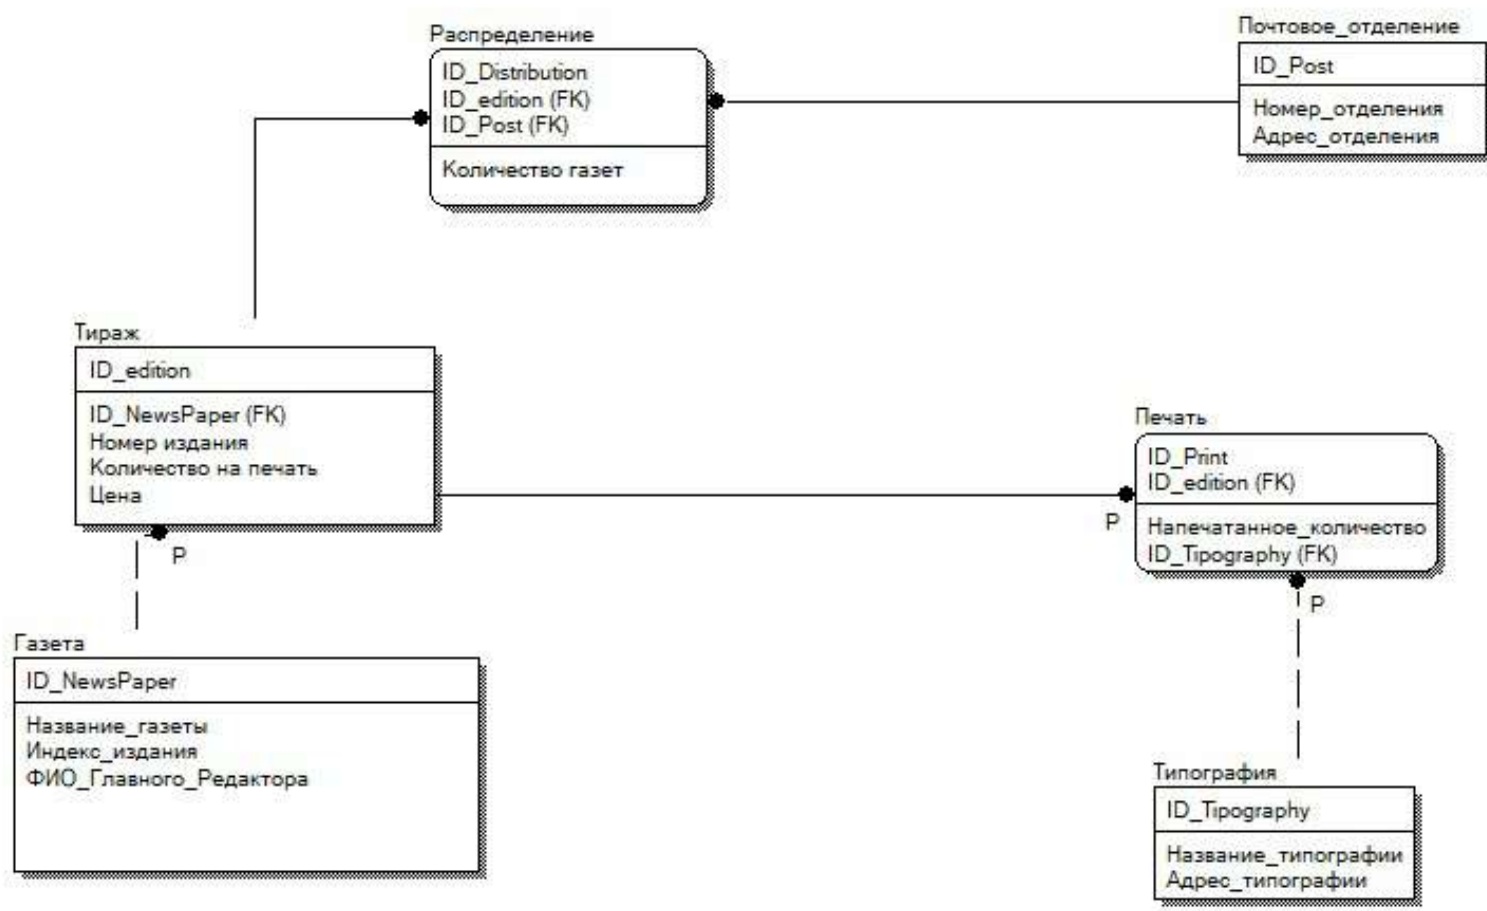 Распределение
ID_Distribution
ID_edition (FK)
ID_Post (FK)
Количество газет
Почтовое_отделение
ID_Post
Номер_отделения
Адрес_отделения
Тираж
ID_edition
ID_NewsPaper (FK)
Номер издания
Количество на печать
Цена
P
Печать
ID_Print
ID_edition (FK)
Напечатанное_количество
ID_Tipography (FK)
P
P
Газета
ID_NewsPaper
Название_газеты
Индекс_издания
ФИО_Главного_Редактора
Типография
ID_Tipography
Название_типографии
Адрес_типографии